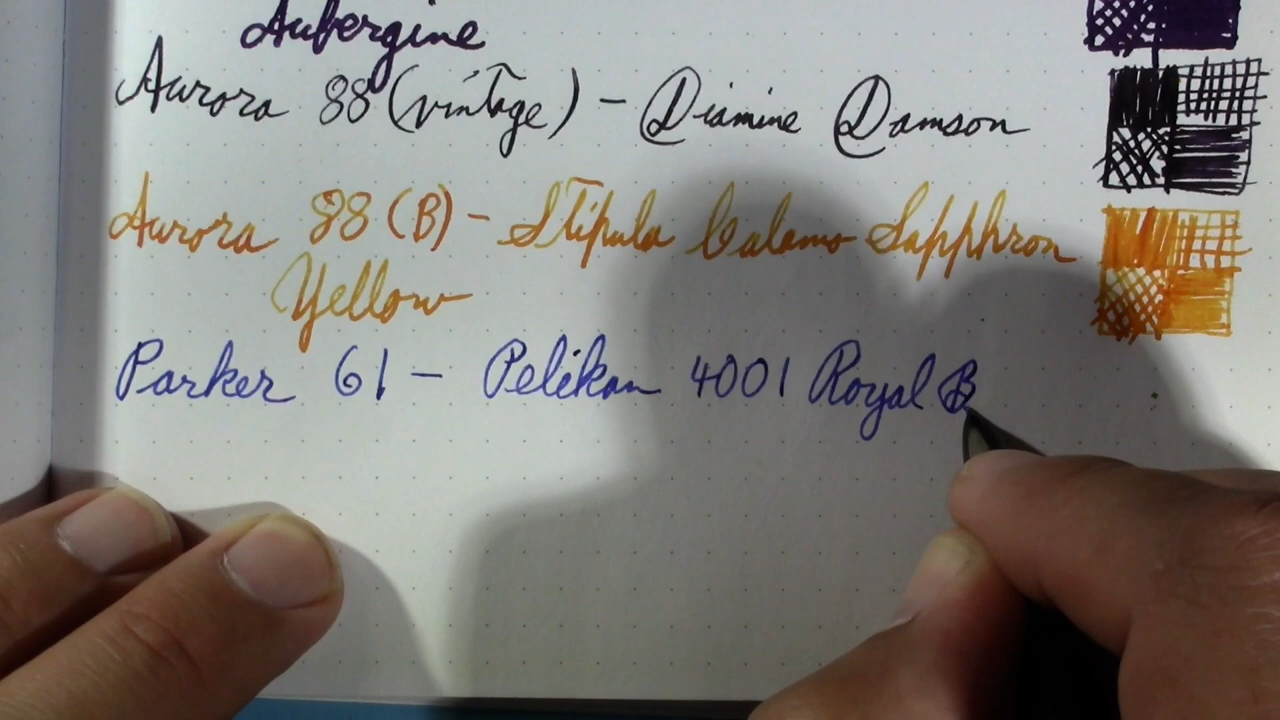 Aubergine
Aurora 88 (vintage) - Diamine Damson
Aurora 88 (B) - Stipula Calamo Sapphron
Yellow
Parker 61 - Pelikan 4001 Royal B